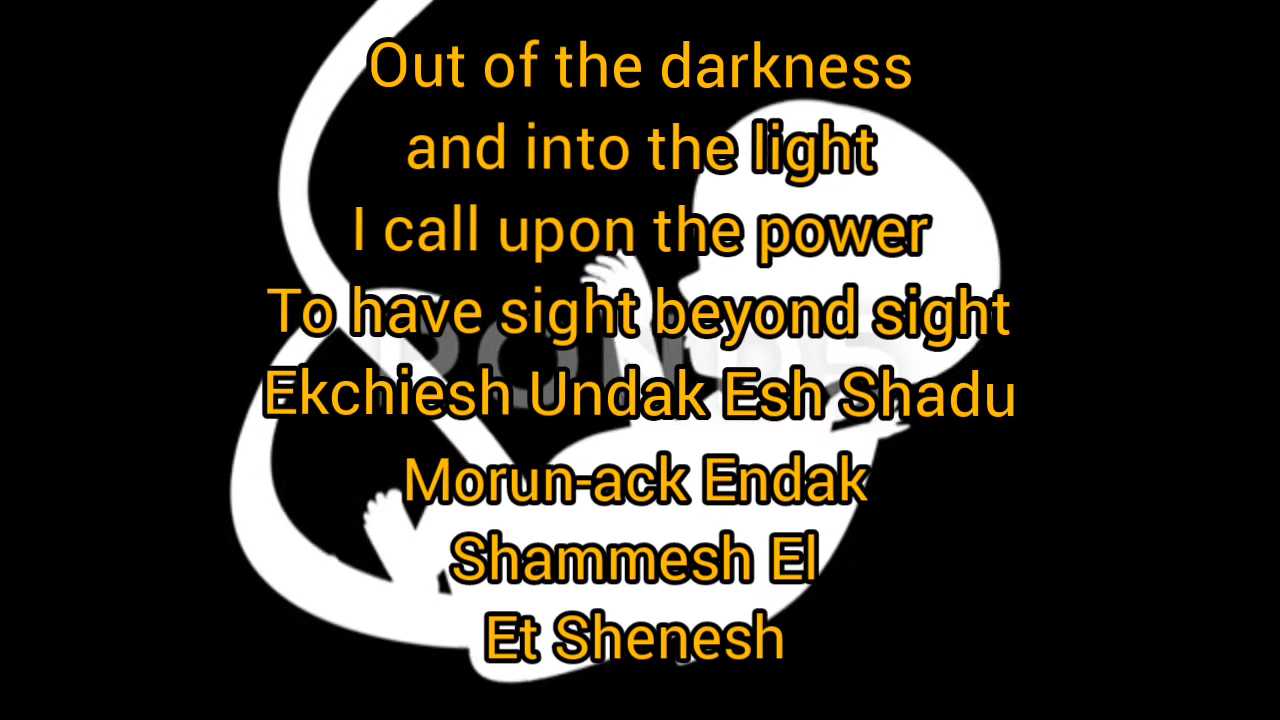 Out of the darkness
and into the light
I call upon the power
To have sight beyond sight
Ekchiesh Undak Esh Shadu
Morun-ack Endak
Shammesh El
Et Shenesh